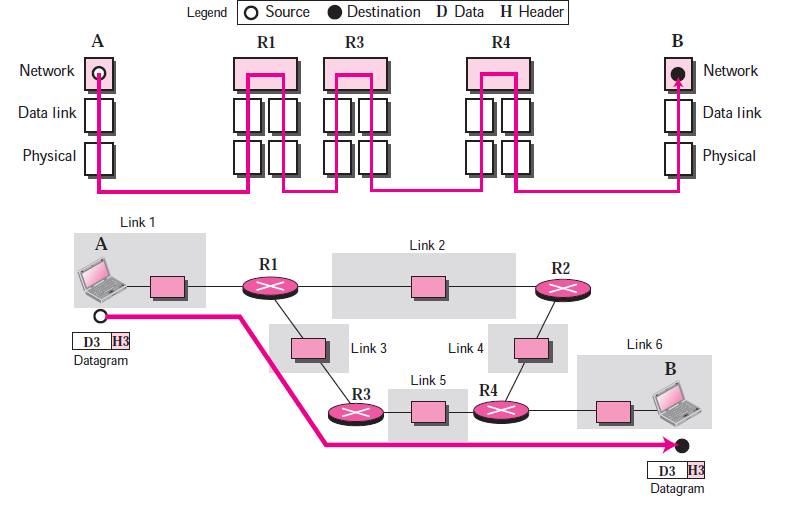 Legend Source Destination D Data H Header
A R1 R3 R4 B
Network Network
Data link Data link
Physical Physical
Link 1
A
Link 2
R1
R2
D3 H3
Datagram
Link 3
Link 4
Link 6
B
Link 5
R3
R4
D3 H3
Datagram